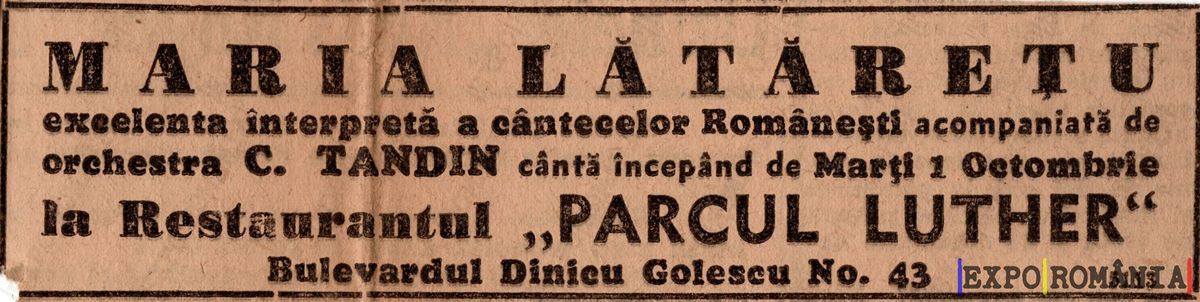 MARIA LĂTĂREȚU
excelenta interpretă a cântecelor Românești acompaniată de
orchestra C. TANDIN cântă începând de Marți 1 Octombrie
la Restaurantul „PARCUL LUTHER“
Bulevardul Dinicu Golescu No. 43
EXPO ROMÂNIA